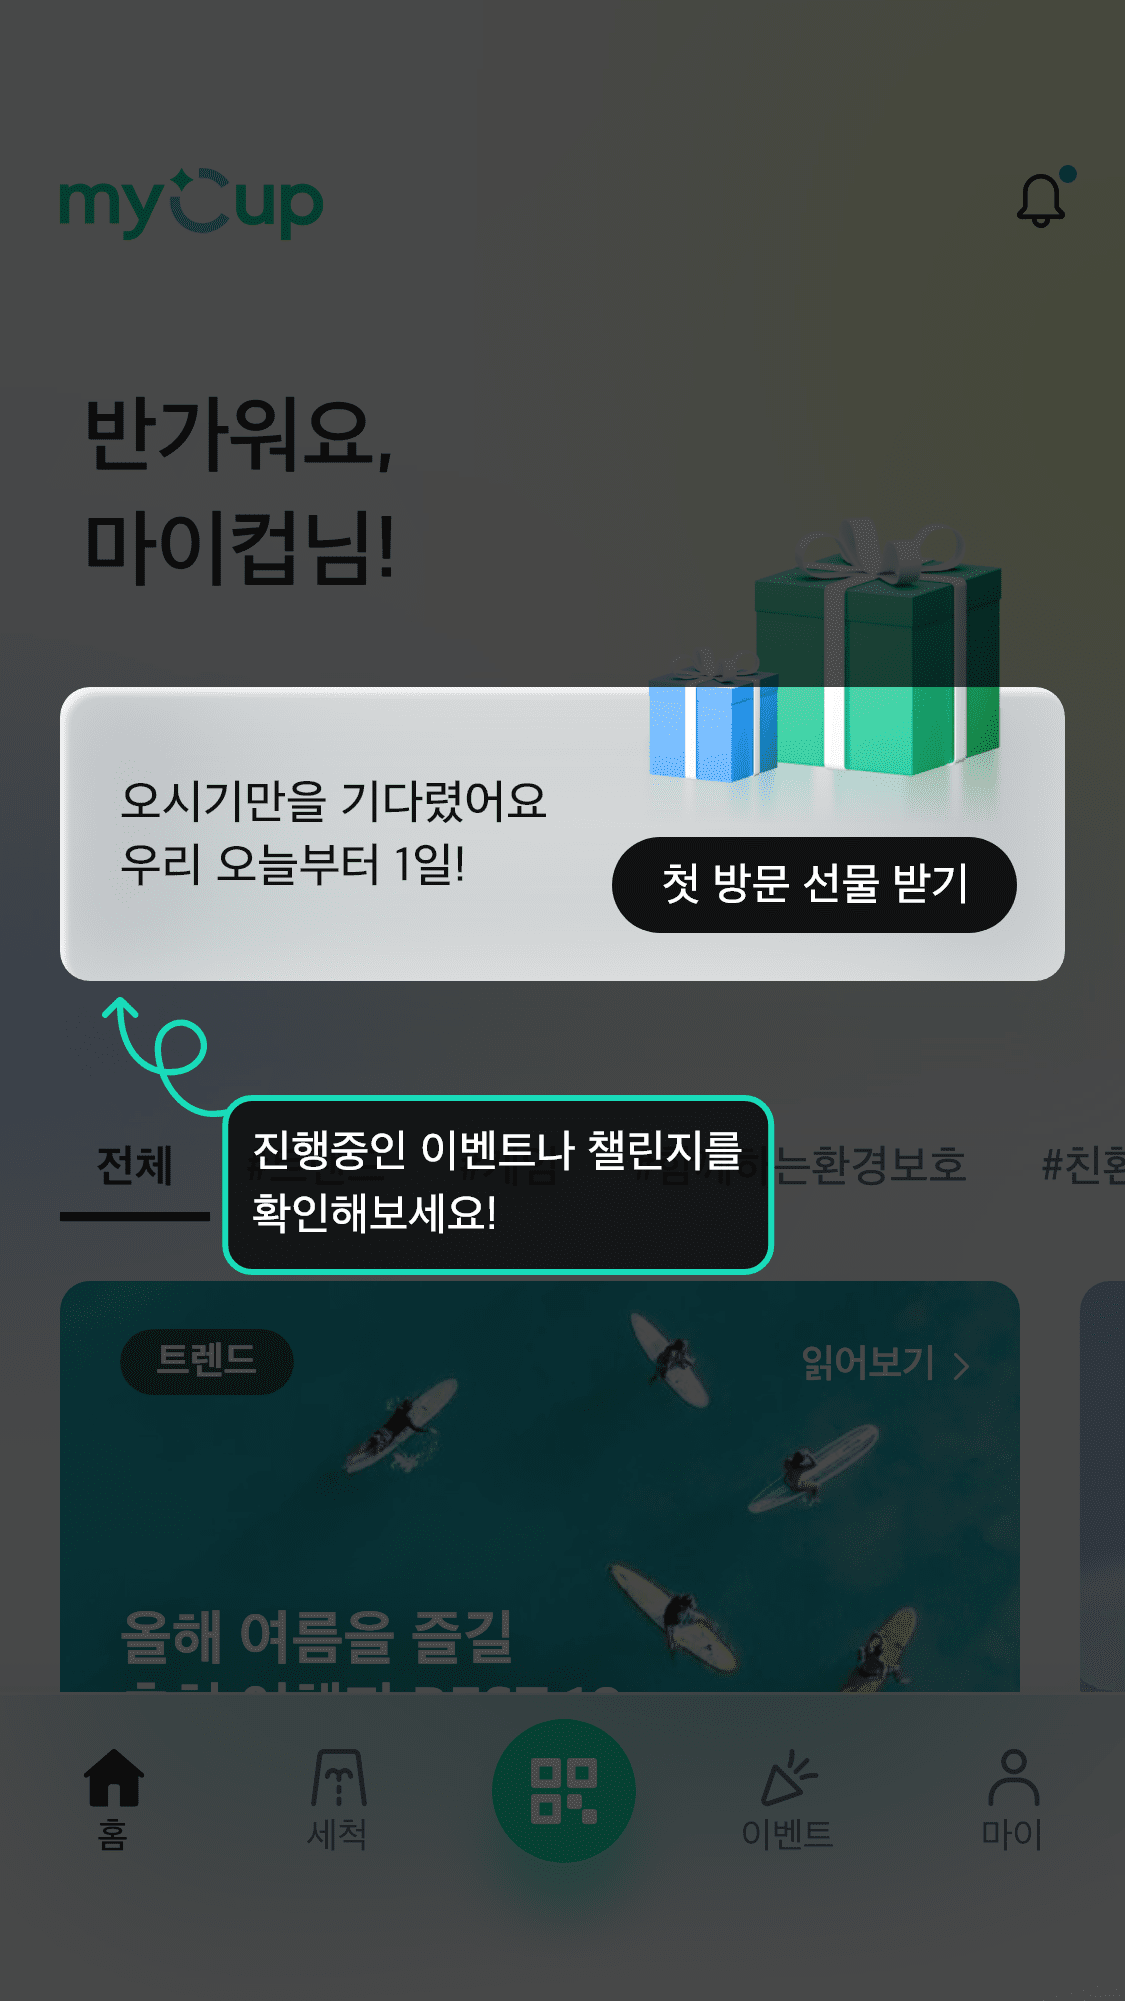 myCup
반가워요,
마이컵님!
오시기만을 기다렸어요
우리 오늘부터 1일!
첫 방문 선물 받기
진행중인 이벤트나 챌린지를
확인해보세요!
전체
하는환경보호
#친환
트렌드
읽어보기
올해 여름을 즐길
홈
세척
이벤트
마이